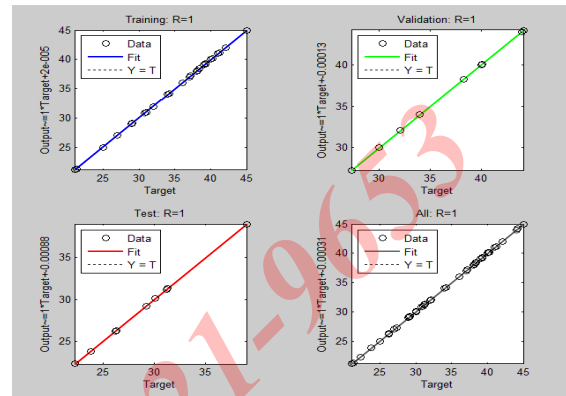 Training: R=1
Output~=1*Target+2e-005
45
40
35
30
25
25 30 35 40 45
Target
Data
Fit
Y = T
Validation: R=1
Output~=1*Target+-0.00013
40
35
30
30 35 40
Target
Data
Fit
Y = T
Test: R=1
Output~=1*Target+-0.00088
35
30
25
25 30 35
Target
Data
Fit
Y = T
All: R=1
Output~=1*Target+-0.00031
45
40
35
30
25
25 30 35 40 45
Target
Data
Fit
Y = T
21-9653